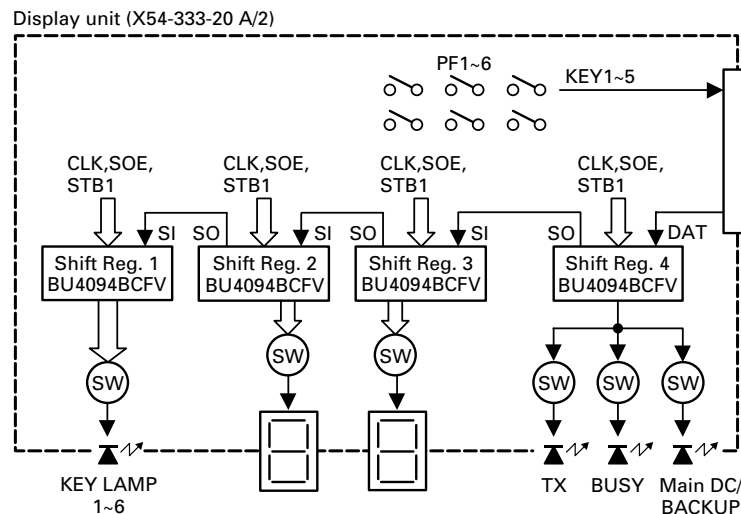 Display unit (X54-333-20 A/2)
PF1~6
KEY1~5
CLK,SOE,
STB1
CLK,SOE,
STB1
CLK,SOE,
STB1
CLK,SOE,
STB1
SI
SO
SI
SO
SI
SO
DAT
Shift Reg. 1
BU4094BCFV
Shift Reg. 2
BU4094BCFV
Shift Reg. 3
BU4094BCFV
Shift Reg. 4
BU4094BCFV
SW
SW
SW
SW
SW
SW
KEY LAMP
1~6
TX
BUSY
Main DC/
BACKUP